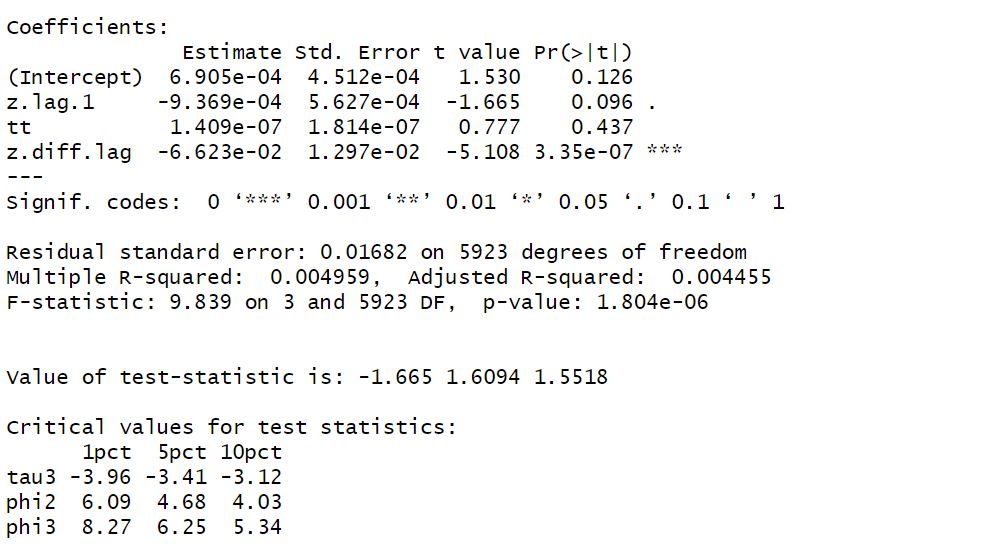 Coefficients:
              Estimate Std. Error t value Pr(>|t|)
(Intercept)  6.905e-04  4.512e-04   1.530    0.126
z.lag.1     -9.369e-04  5.627e-04  -1.665    0.096 .
tt           1.409e-07  1.814e-07   0.777    0.437
z.diff.lag  -6.623e-02  1.297e-02  -5.108 3.35e-07 ***
---
Signif. codes:  0 ‘***’ 0.001 ‘**’ 0.01 ‘*’ 0.05 ‘.’ 0.1 ‘ ’ 1
Residual standard error: 0.01682 on 5923 degrees of freedom
Multiple R-squared:  0.004959,  Adjusted R-squared:  0.004455
F-statistic: 9.839 on 3 and 5923 DF,  p-value: 1.804e-06
Value of test-statistic is: -1.665 1.6094 1.5518
Critical values for test statistics:
      1pct  5pct 10pct
tau3 -3.96 -3.41 -3.12
phi2  6.09  4.68  4.03
phi3  8.27  6.25  5.34